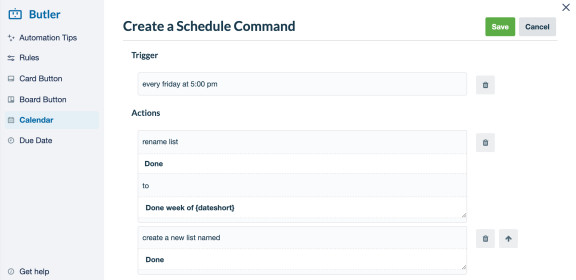 Butler
Automation Tips
Rules
Card Button
Board Button
Calendar
Due Date
Get help
Create a Schedule Command
Save
Cancel
Trigger
every friday at 5:00 pm
Actions
rename list
Done
to
Done week of {dateshort}
create a new list named
Done